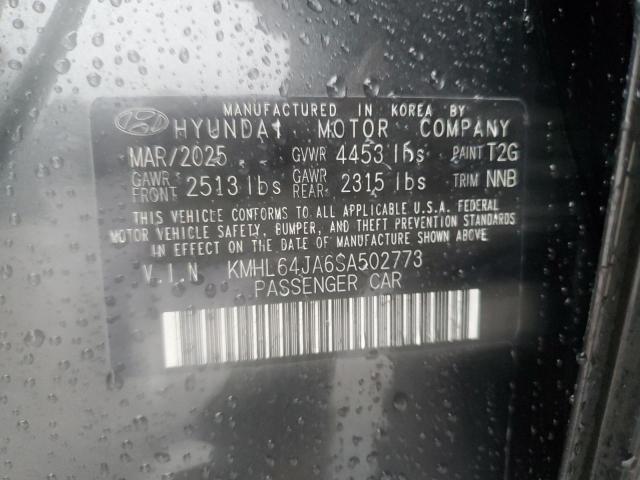 MANUFACTURED IN KOREA BY
HYUNDAI MOTOR COMPANY
MAR/2025 GVWR 4453 lbs PAINT T2G
GAWR FRONT 2513 lbs GAWR REAR 2315 lbs TRIM NNB
THIS VEHICLE CONFORMS TO ALL APPLICABLE U.S.A. FEDERAL
MOTOR VEHICLE SAFETY, BUMPER, AND THEFT PREVENTION STANDARDS
IN EFFECT ON THE DATE OF MANUFACTURE SHOWN ABOVE.
V.I.N KMHL64JA6SA502773
PASSENGER CAR